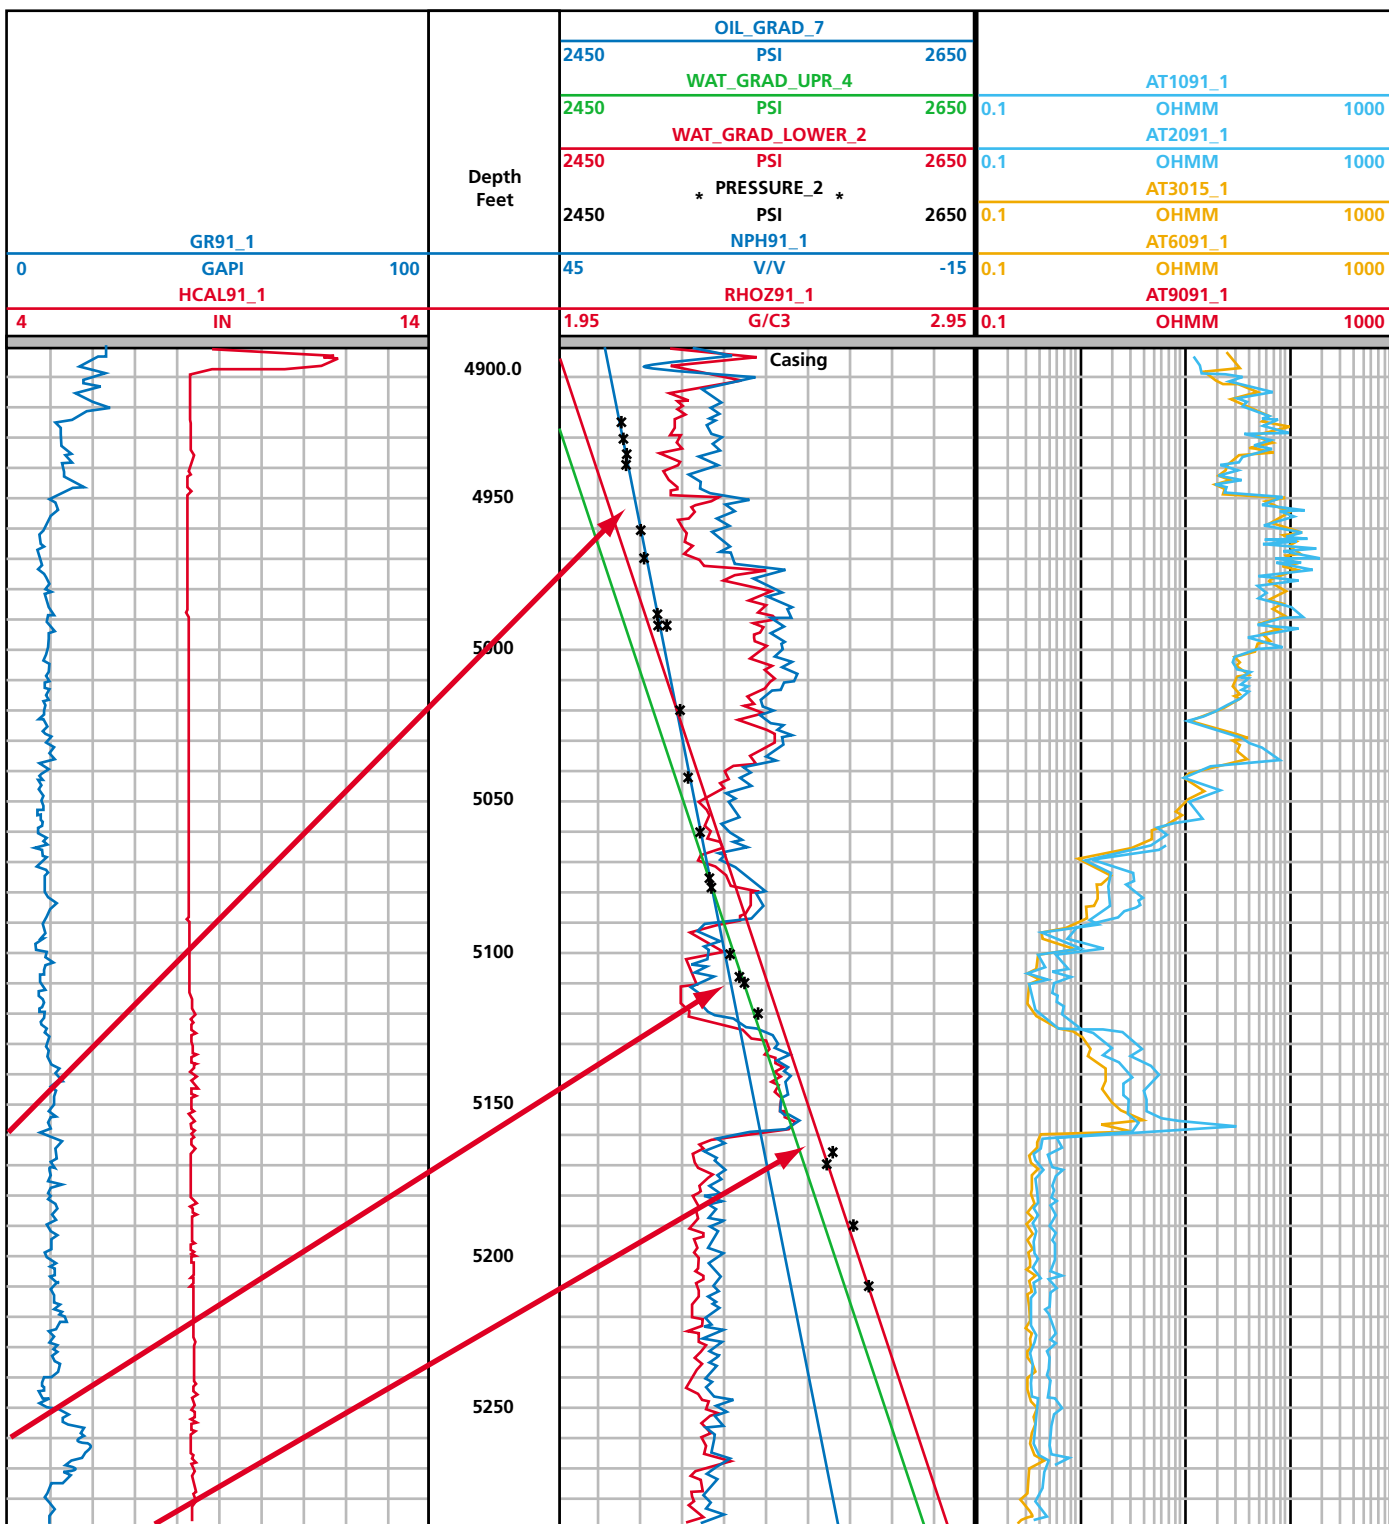 OIL_GRAD_7
2450 PSI 2650
WAT_GRAD_UPR_4
2450 PSI 2650
WAT_GRAD_LOWER_2
2450 PSI 2650
* PRESSURE_2 *
2450 PSI 2650
NPH91_1
45 V/V -15
RHOZ91_1
1.95 G/C3 2.95
AT1091_1
0.1 OHMM 1000
AT2091_1
0.1 OHMM 1000
AT3015_1
0.1 OHMM 1000
AT6091_1
0.1 OHMM 1000
AT9091_1
0.1 OHMM 1000
Depth
Feet
GR91_1
0 GAPI 100
HCAL91_1
4 IN 14
Casing
4900.0
4950
5000
5050
5100
5150
5200
5250